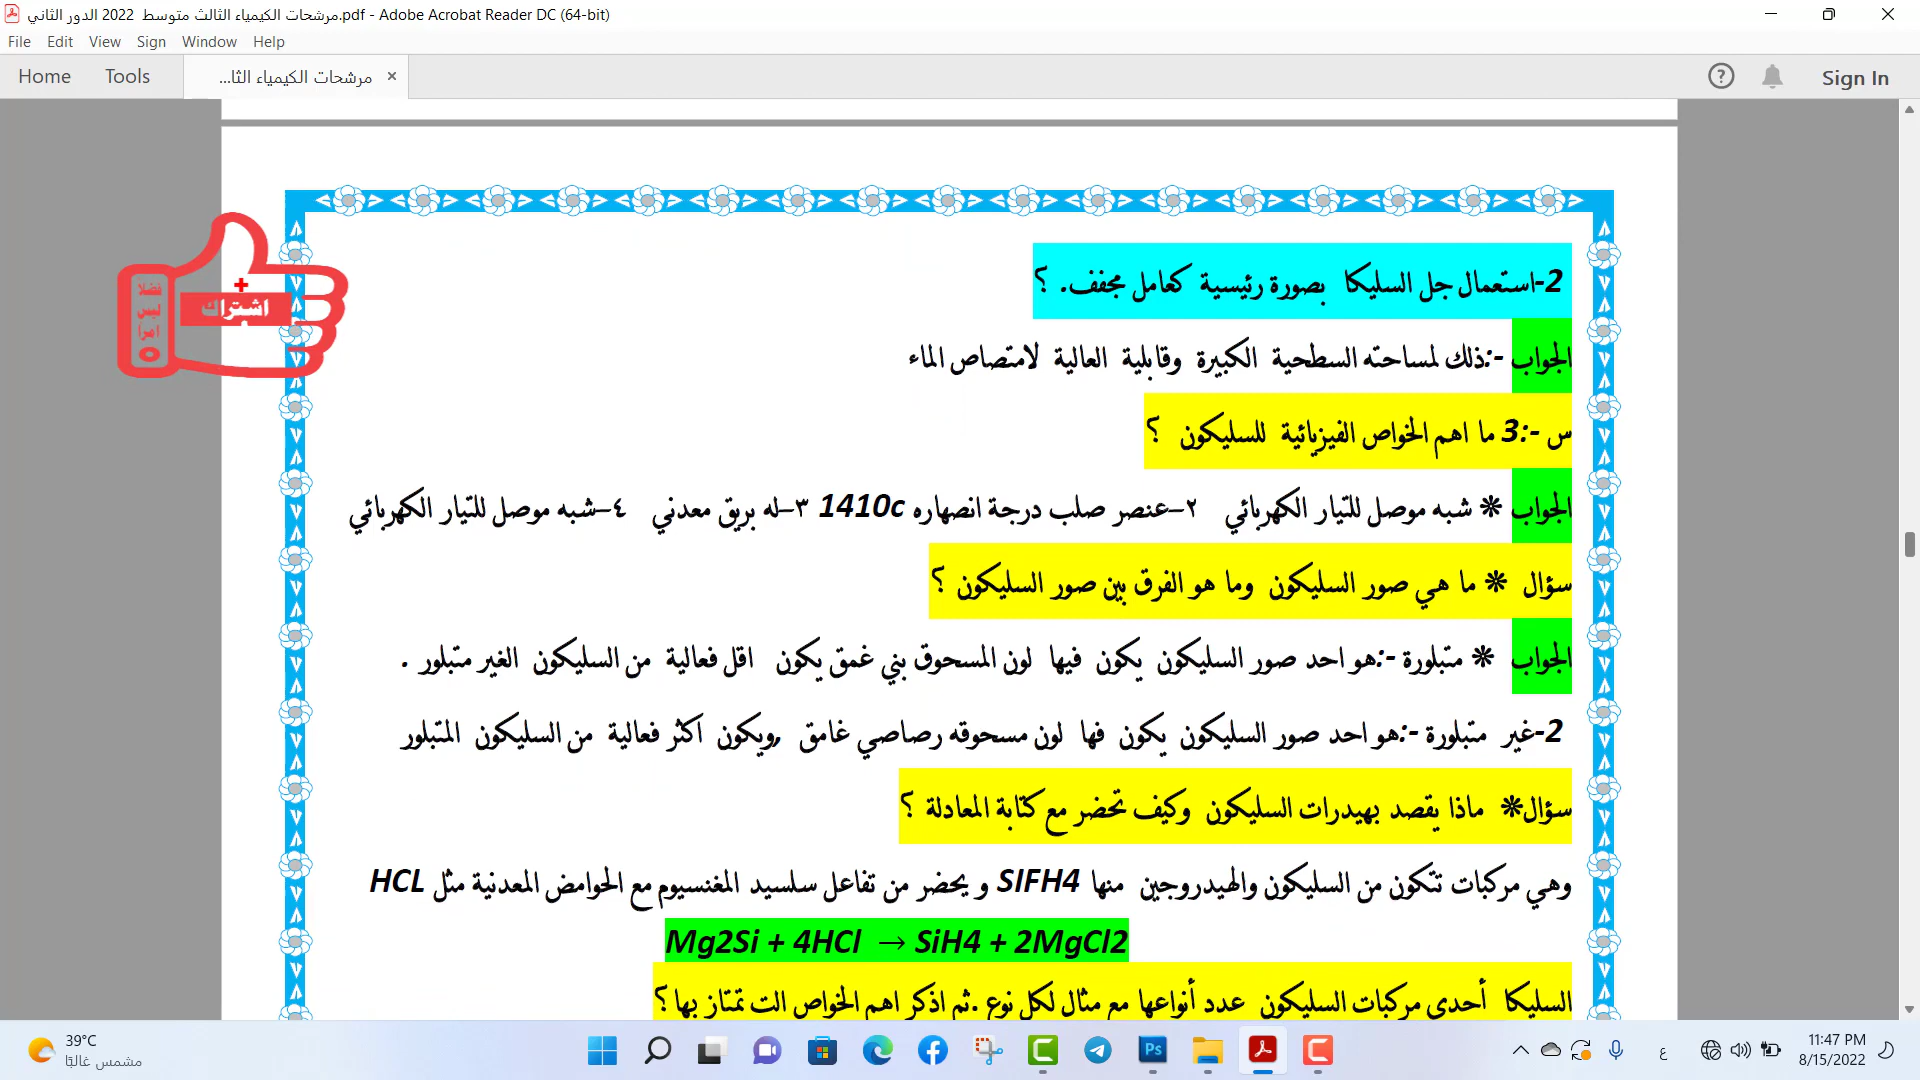 مرشحات الكيمياء الثالث متوسط 2022 الدور الثاني.pdf - Adobe Acrobat Reader DC (64-bit)
File Edit View Sign Window Help
Home Tools مرشحات الكيمياء الثا... × Sign In
2-استعمال جل السليكا بصورة رئيسية كعامل مجفف. ؟
اشتراك
الجواب -:ذلك لمساحته السطحية الكبيرة وقابلية العالية لامتصاص الماء
س -:3 ما اهم الخواص الفيزيائية للسليكون ؟
الجواب * شبه موصل للتيار الكهربائي ٢-عنصر صلب درجة انصهاره 1410c ٣-له بريق معدني ٤-شبه موصل للتيار الكهربائي
سؤال * ما هي صور السليكون وما هو الفرق بين صور السليكون ؟
الجواب * متبلورة -:هو احد صور السليكون يكون فيها لون المسحوق بني غمق يكون اقل فعالية من السليكون الغير متبلور .
2-غير متبلورة -:هو احد صور السليكون يكون فها لون مسحوقه رصاصي غامق ,ويكون اكثر فعالية من السليكون المتبلور
سؤال* ماذا يقصد بهيدرات السليكون وكيف تحضر مع كتابة المعادلة ؟
وهي مركبات تتكون من السليكون والهيدروجين منها SIFH4 و يحضر من تفاعل سلسيد المغنسيوم مع الحوامض المعدنية مثل HCL
Mg2Si + 4HCl → SiH4 + 2MgCl2
السليكا أحدى مركبات السليكون عدد أنواعها مع مثال لكل نوع .ثم اذكر اهم الخواص الت تمتاز بها ؟
39°C
مشمس غالبًا
ع
11:47 PM
8/15/2022